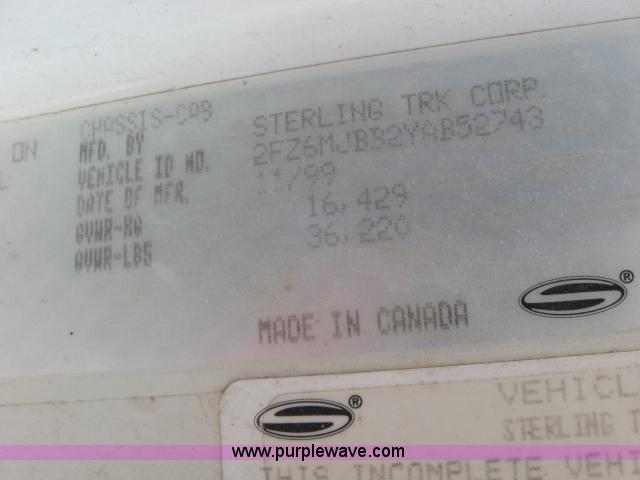 CHASSIS-CAB
ON MFD. BY STERLING TRK CORP.
VEHICLE ID NO. 2FZ6MJBB2YAB52743
DATE OF MFR. 11/99
GVWR-KG 16,429
GVWR-LBS 36,220
MADE IN CANADA
®
® VEHICL
STERLING T
THIS INCOMPLETE VEHI
www.purplewave.com